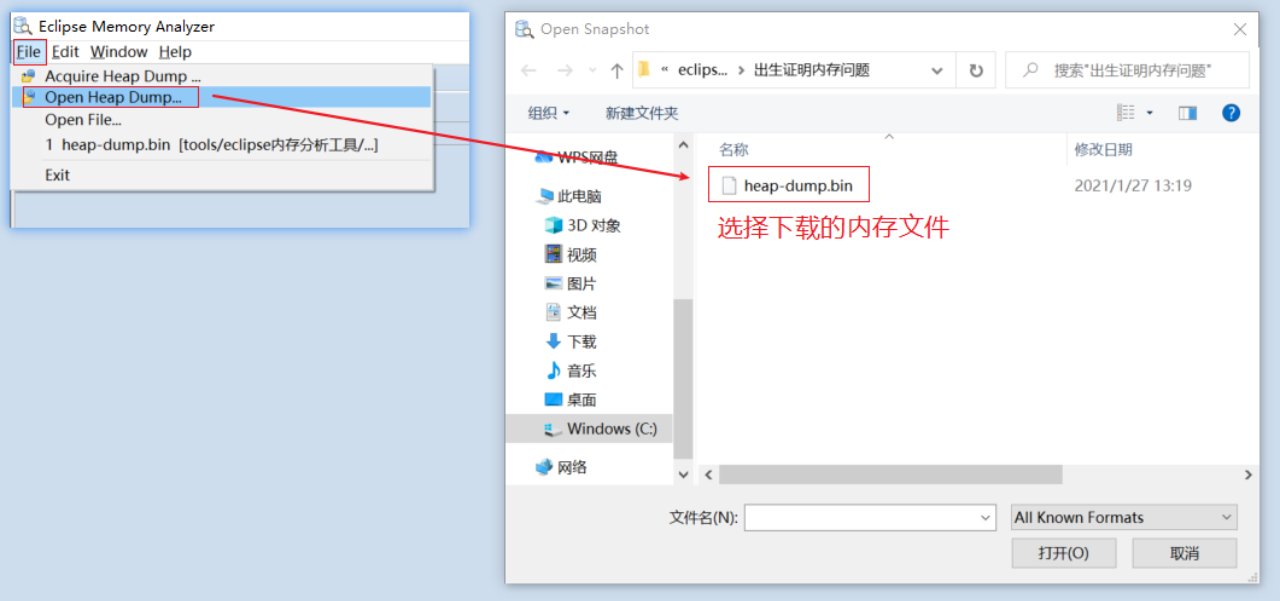 Eclipse Memory Analyzer
File Edit Window Help
Acquire Heap Dump ...
Open Heap Dump...
Open File...
1 heap-dump.bin [tools/eclipse内存分析工具/...]
Exit
Open Snapshot
« eclips... › 出生证明内存问题
搜索"出生证明内存问题"
组织
新建文件夹
WPS网盘
此电脑
3D 对象
视频
图片
文档
下载
音乐
桌面
Windows (C:)
网络
名称 修改日期
heap-dump.bin 2021/1/27 13:19
选择下载的内存文件
文件名(N):
All Known Formats
打开(O) 取消